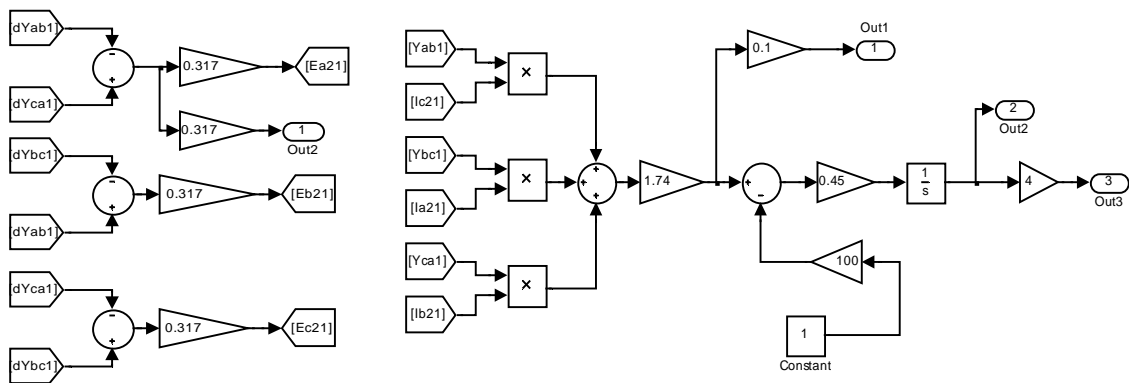 [dYab1]
-
+
[dYca1]
0.317
[Ea21]
0.317
1
Out2
[dYbc1]
-
+
[dYab1]
0.317
[Eb21]
[dYca1]
-
+
[dYbc1]
0.317
[Ec21]
[Yab1]
[Ic21]
×
[Ybc1]
[Ia21]
×
[Yca1]
[Ib21]
×
+
+
+
1.74
0.1
Out1
1
+
-
0.45
1
s
2
Out2
4
3
Out3
100
1
Constant